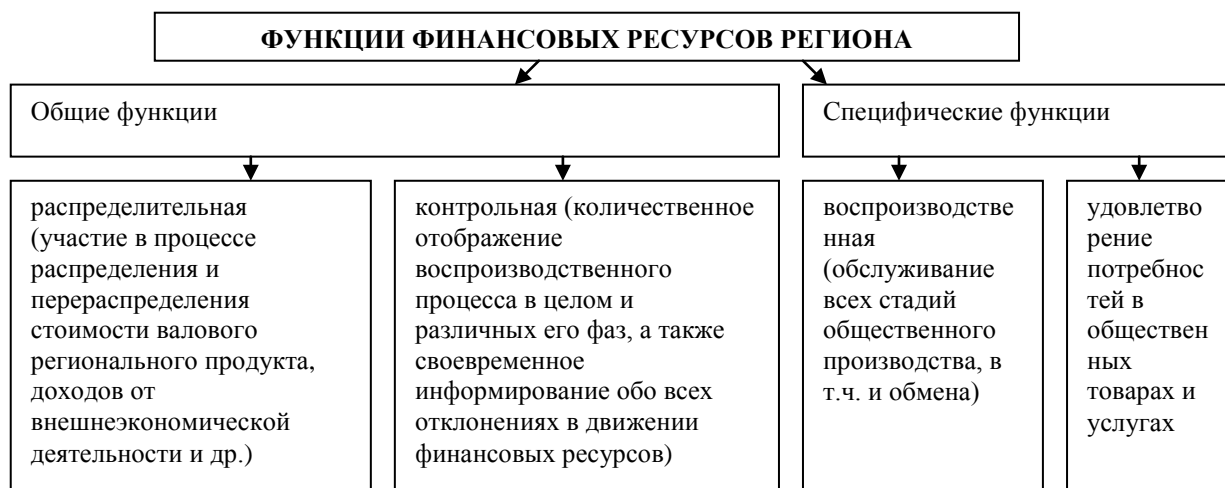 ФУНКЦИИ ФИНАНСОВЫХ РЕСУРСОВ РЕГИОНА
Общие функции
Специфические функции
распределительная
(участие в процессе
распределения и
перераспределения
стоимости валового
регионального продукта,
доходов от
внешнеэкономической
деятельности и др.)
контрольная (количественное
отображение
воспроизводственного
процесса в целом и
различных его фаз, а также
своевременное
информирование обо всех
отклонениях в движении
финансовых ресурсов)
воспроизводстве
нная
(обслуживание
всех стадий
общественного
производства, в
т.ч. и обмена)
удовлетво
рение
потребнос
тей в
обществен
ных
товарах и
услугах